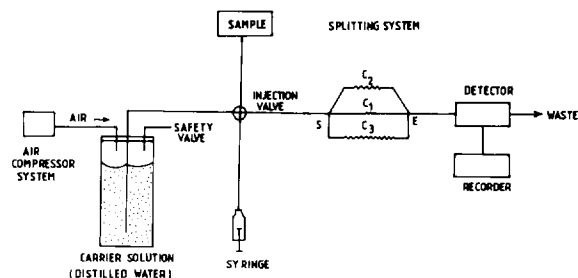 SAMPLE
SPLITTING SYSTEM
C2
INJECTION
VALVE
C1
DETECTOR
AIR →
WASTE
S
E
SAFETY
VALVE
C3
AIR
COMPRESSOR
SYSTEM
RECORDER
CARRIER SOLUTION
(DISTILLED WATER)
SYRINGE